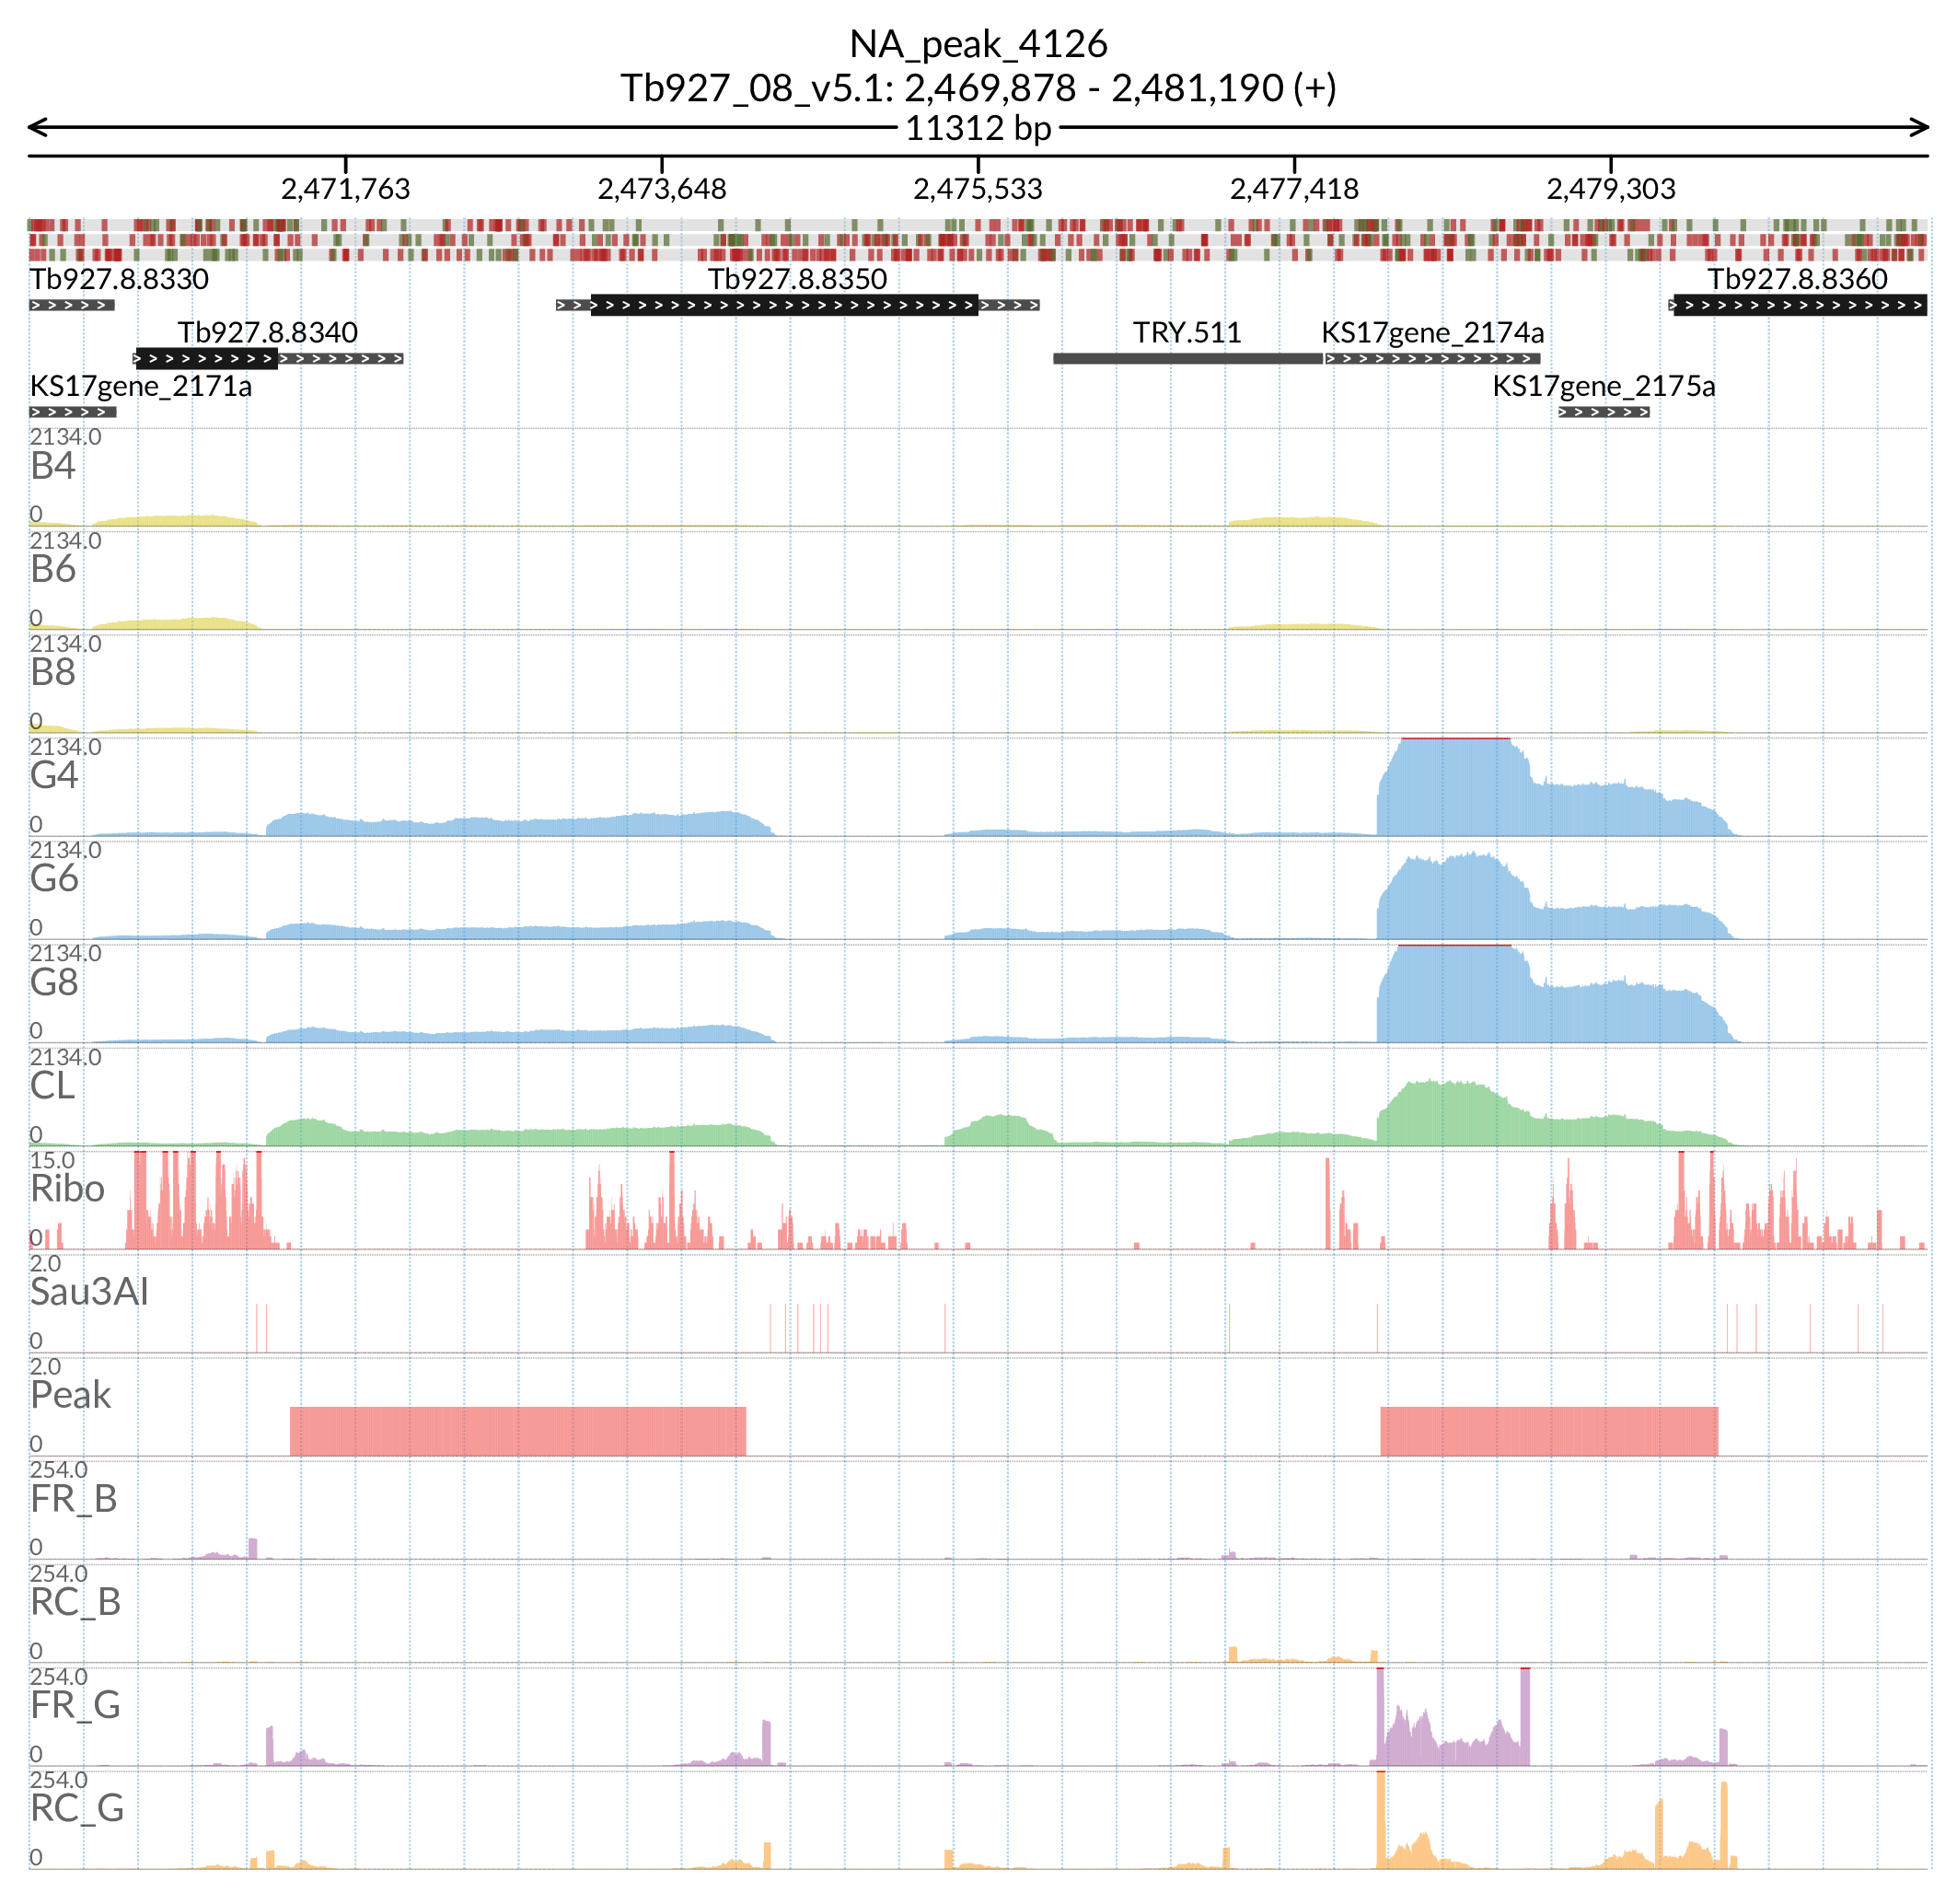 NA_peak_4126
Tb927_08_v5.1: 2,469,878 - 2,481,190 (+)
11312 bp
2,471,763 2,473,648 2,475,533 2,477,418 2,479,303
Tb927.8.8330 Tb927.8.8350 Tb927.8.8360
Tb927.8.8340 TRY.511 KS17gene_2174a
KS17gene_2171a KS17gene_2175a
2134.0
B4
0
2134.0
B6
0
2134.0
B8
0
2134.0
G4
0
2134.0
G6
0
2134.0
G8
0
2134.0
CL
0
15.0
Ribo
0
2.0
Sau3AI
0
2.0
Peak
0
254.0
FR_B
0
254.0
RC_B
0
254.0
FR_G
0
254.0
RC_G
0